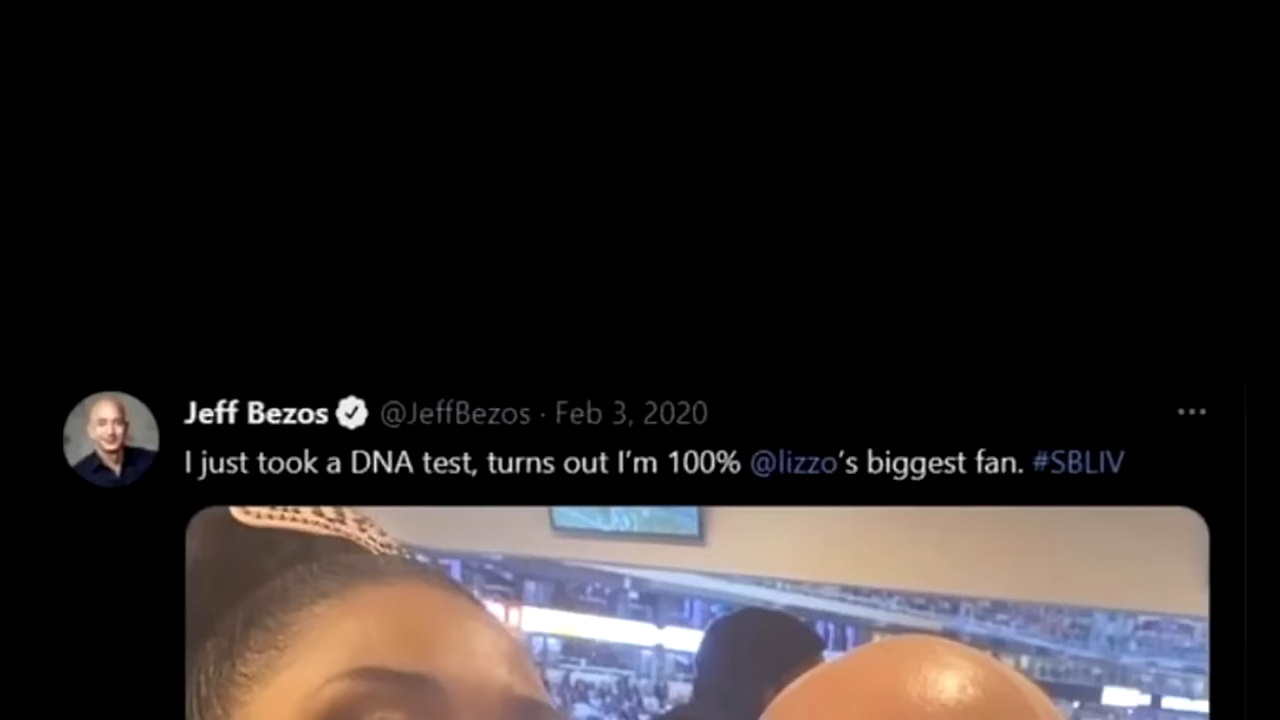 Jeff Bezos @JeffBezos · Feb 3, 2020
I just took a DNA test, turns out I’m 100% @lizzo’s biggest fan. #SBLIV